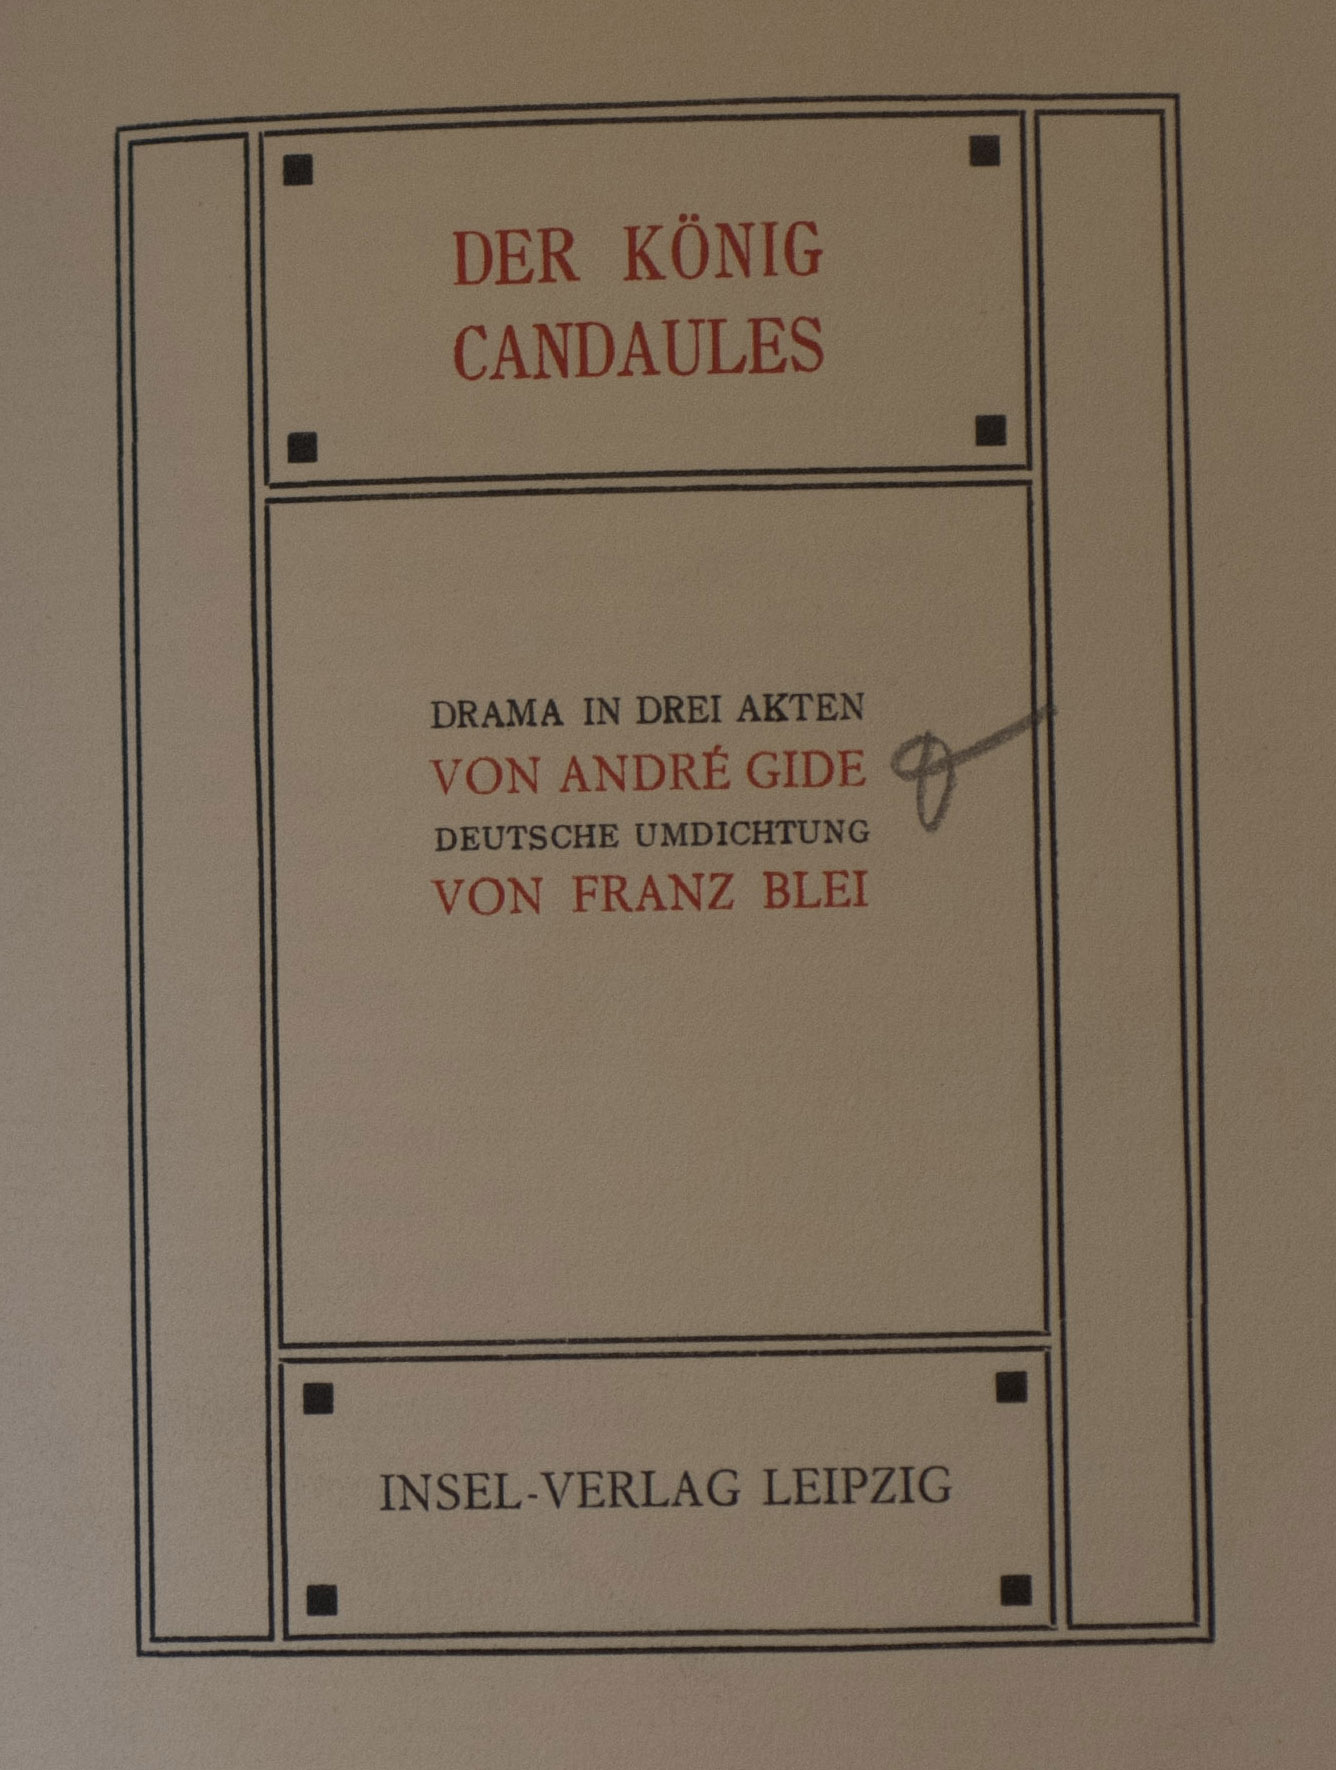 DER KÖNIG
CANDAULES
DRAMA IN DREI AKTEN
VON ANDRÉ GIDE
DEUTSCHE UMDICHTUNG
VON FRANZ BLEI
INSEL-VERLAG LEIPZIG